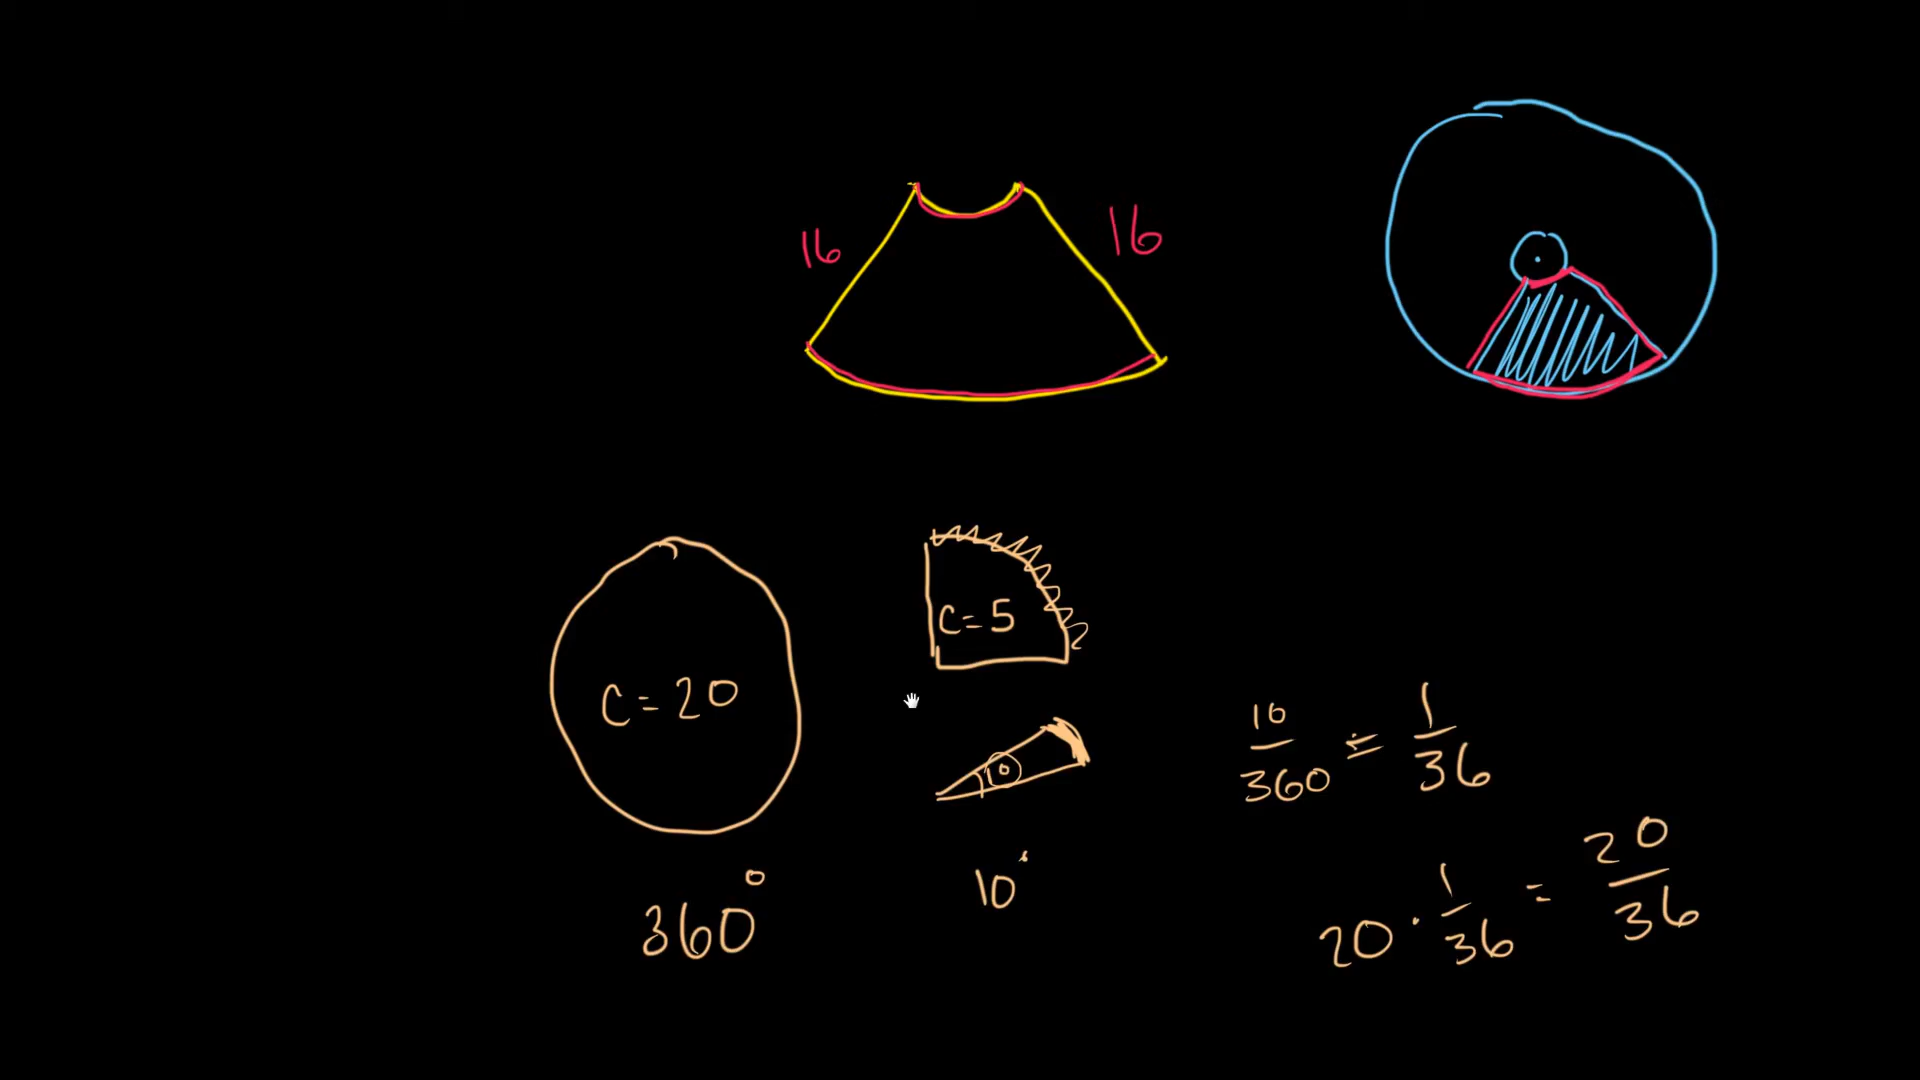 16
16
C = 5
C = 20
10/360 = 1/36
10
10°
360°
20 · 1/36 = 20/36